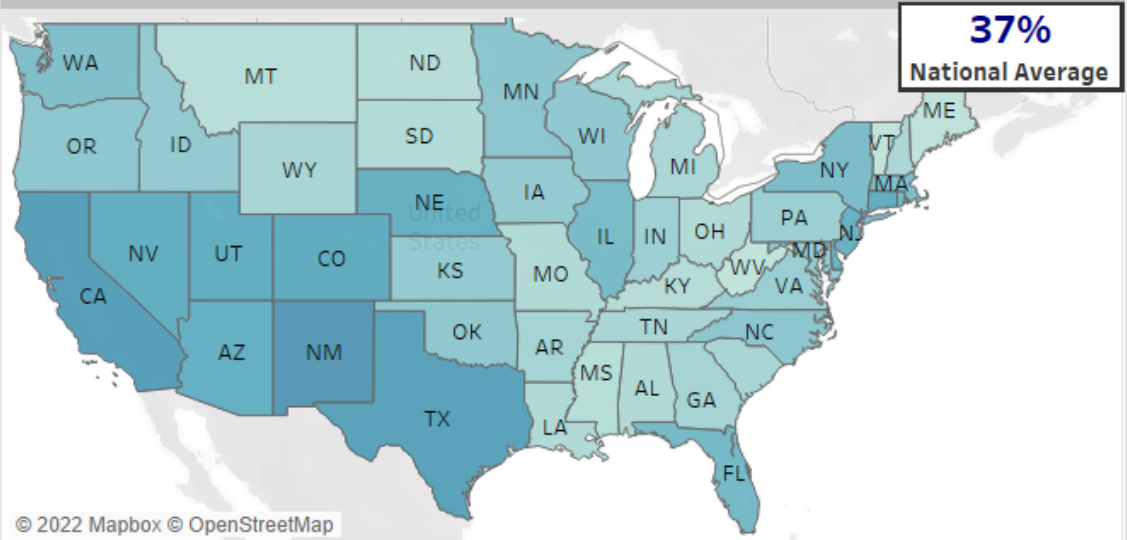 37%
National Average
WA
MT
ND
MN
ME
OR
ID
SD
WI
VT
WY
MI
NY
MA
NE
IA
United
States
PA
NV
UT
CO
KS
IL
IN
OH
NJ
MD
MO
WV
VA
CA
KY
AZ
NM
OK
AR
TN
NC
MS
AL
GA
TX
LA
FL
© 2022 Mapbox © OpenStreetMap